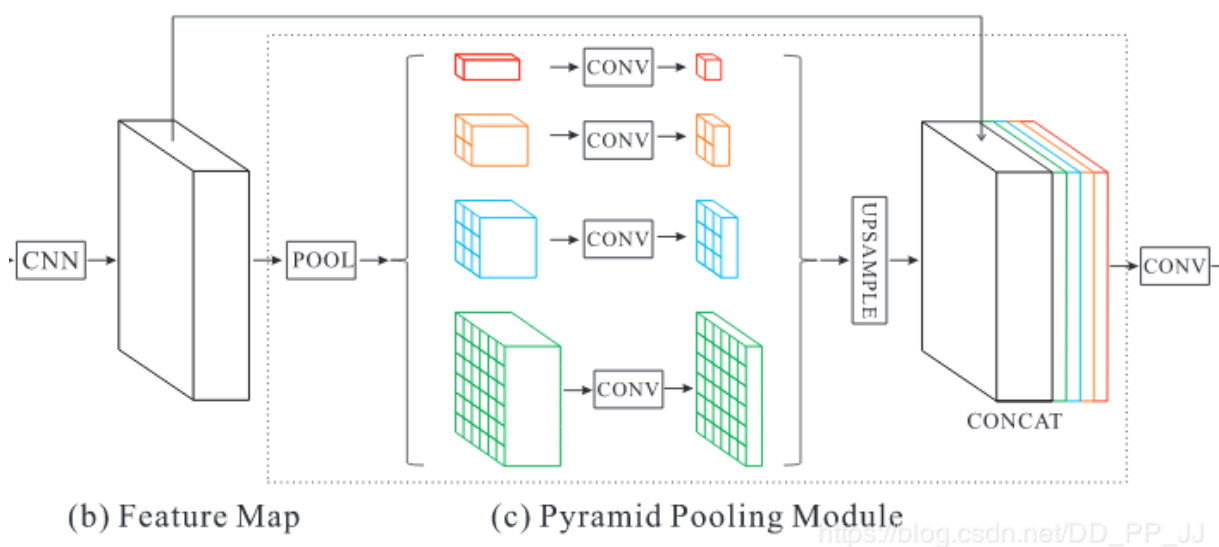 CONV
CONV
UPSAMPLE
CONV
CNN
POOL
CONV
CONV
CONCAT
(b) Feature Map
(c) Pyramid Pooling Module
https://blog.csdn.net/DD_PP_JJ